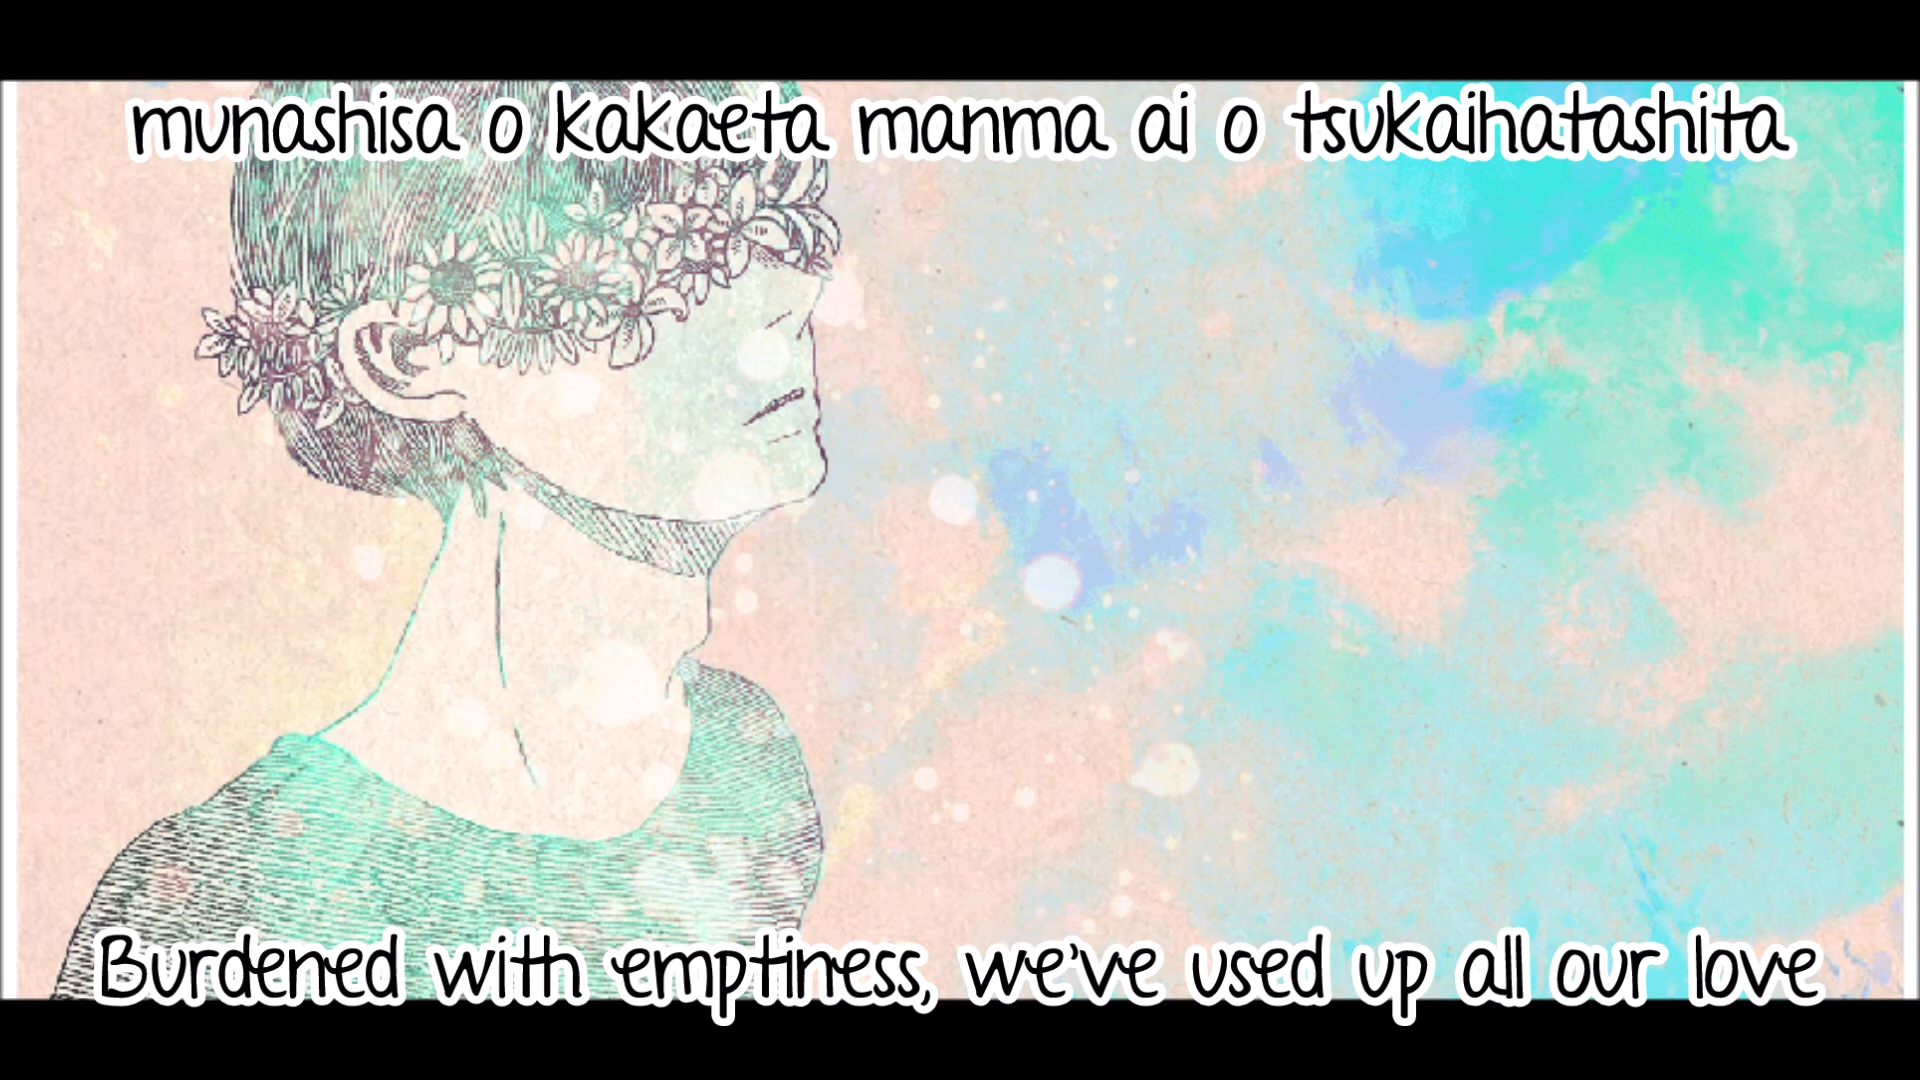 munashisa o kakaeta manma ai o tsukaihatashita
Burdened with emptiness, we've used up all our love